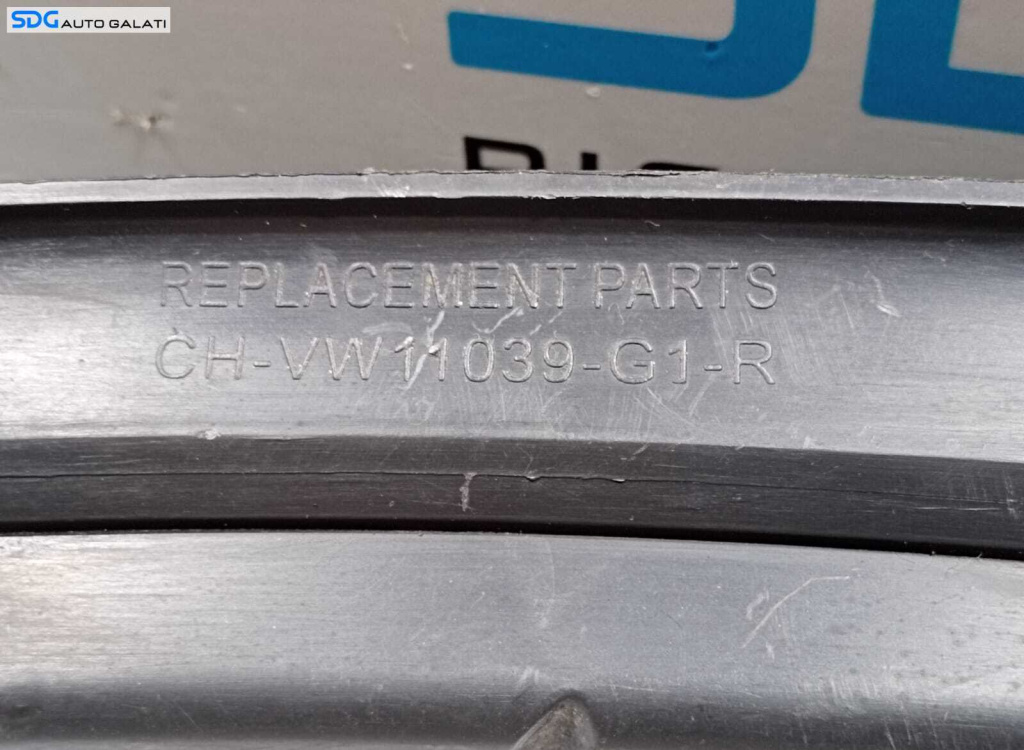 SDG AUTO GALATI
REPLACEMENT PARTS
CH-VW11039-G1-R